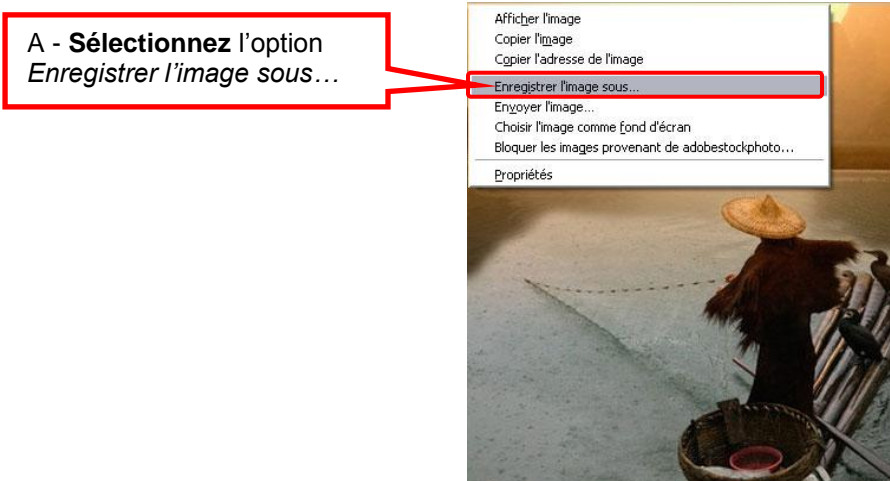 A - Sélectionnez l’option
Enregistrer l’image sous…
Afficher l'image
Copier l'image
Copier l'adresse de l'image
Enregistrer l'image sous...
Envoyer l'image...
Choisir l'image comme fond d'écran
Bloquer les images provenant de adobestockphoto...
Propriétés